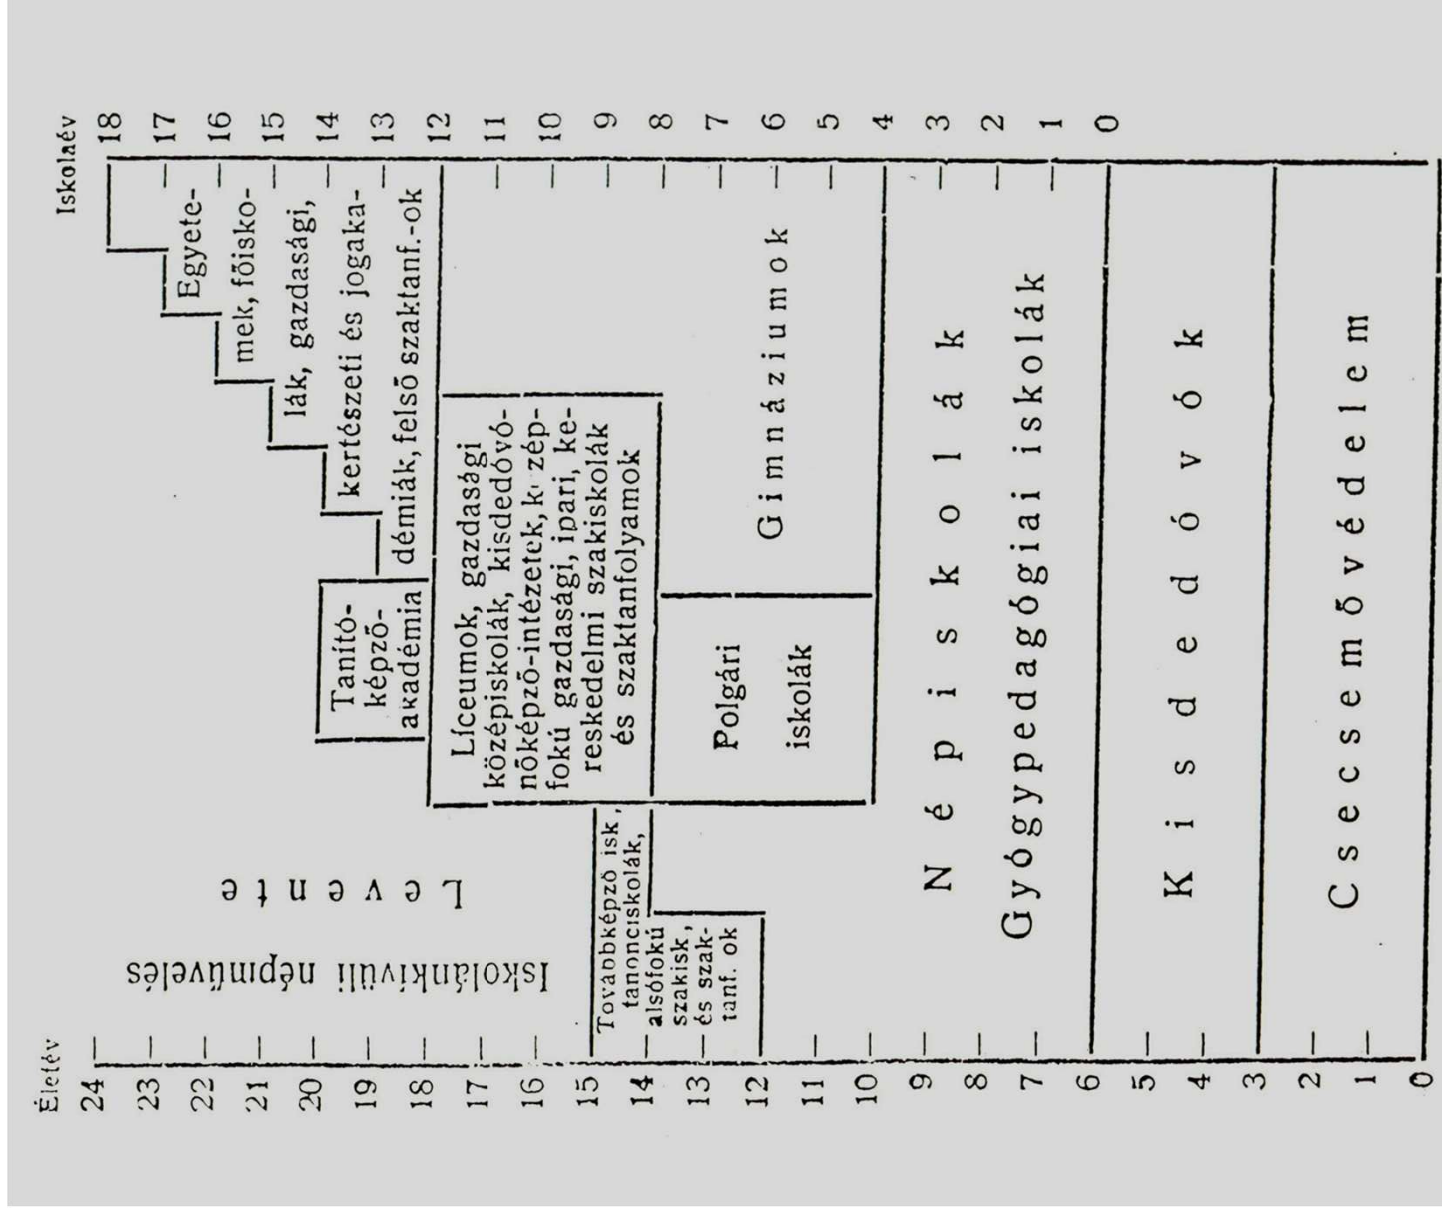 Életév
24
23
22
21
20
19
18
17
16
15
14
13
12
11
10
9
8
7
6
5
4
3
2
1
0
Iskolánkívüli népművelés
Levente
Továbbképző isk,
tanonciskolák,
alsófokú
szakisk,
és szak-
tanf. ok
Tanító-
képző-
akadémia
Egyete-
mek, főisko-
lák, gazdasági,
kertészeti és jogaka-
démiák, felső szaktanf.-ok
Líceumok, gazdasági
középiskolák, kisdedóvó-
nőképző-intézetek, közép-
fokú gazdasági, ipari, ke-
reskedelmi szakiskolák
és szaktanfolyamok
Polgári
iskolák
Gimnáziumok
Népiskolák
Gyógypedagógiai iskolák
Kisdedóvók
Csecsemővédelem
Iskolaév
18
17
16
15
14
13
12
11
10
9
8
7
6
5
4
3
2
1
0